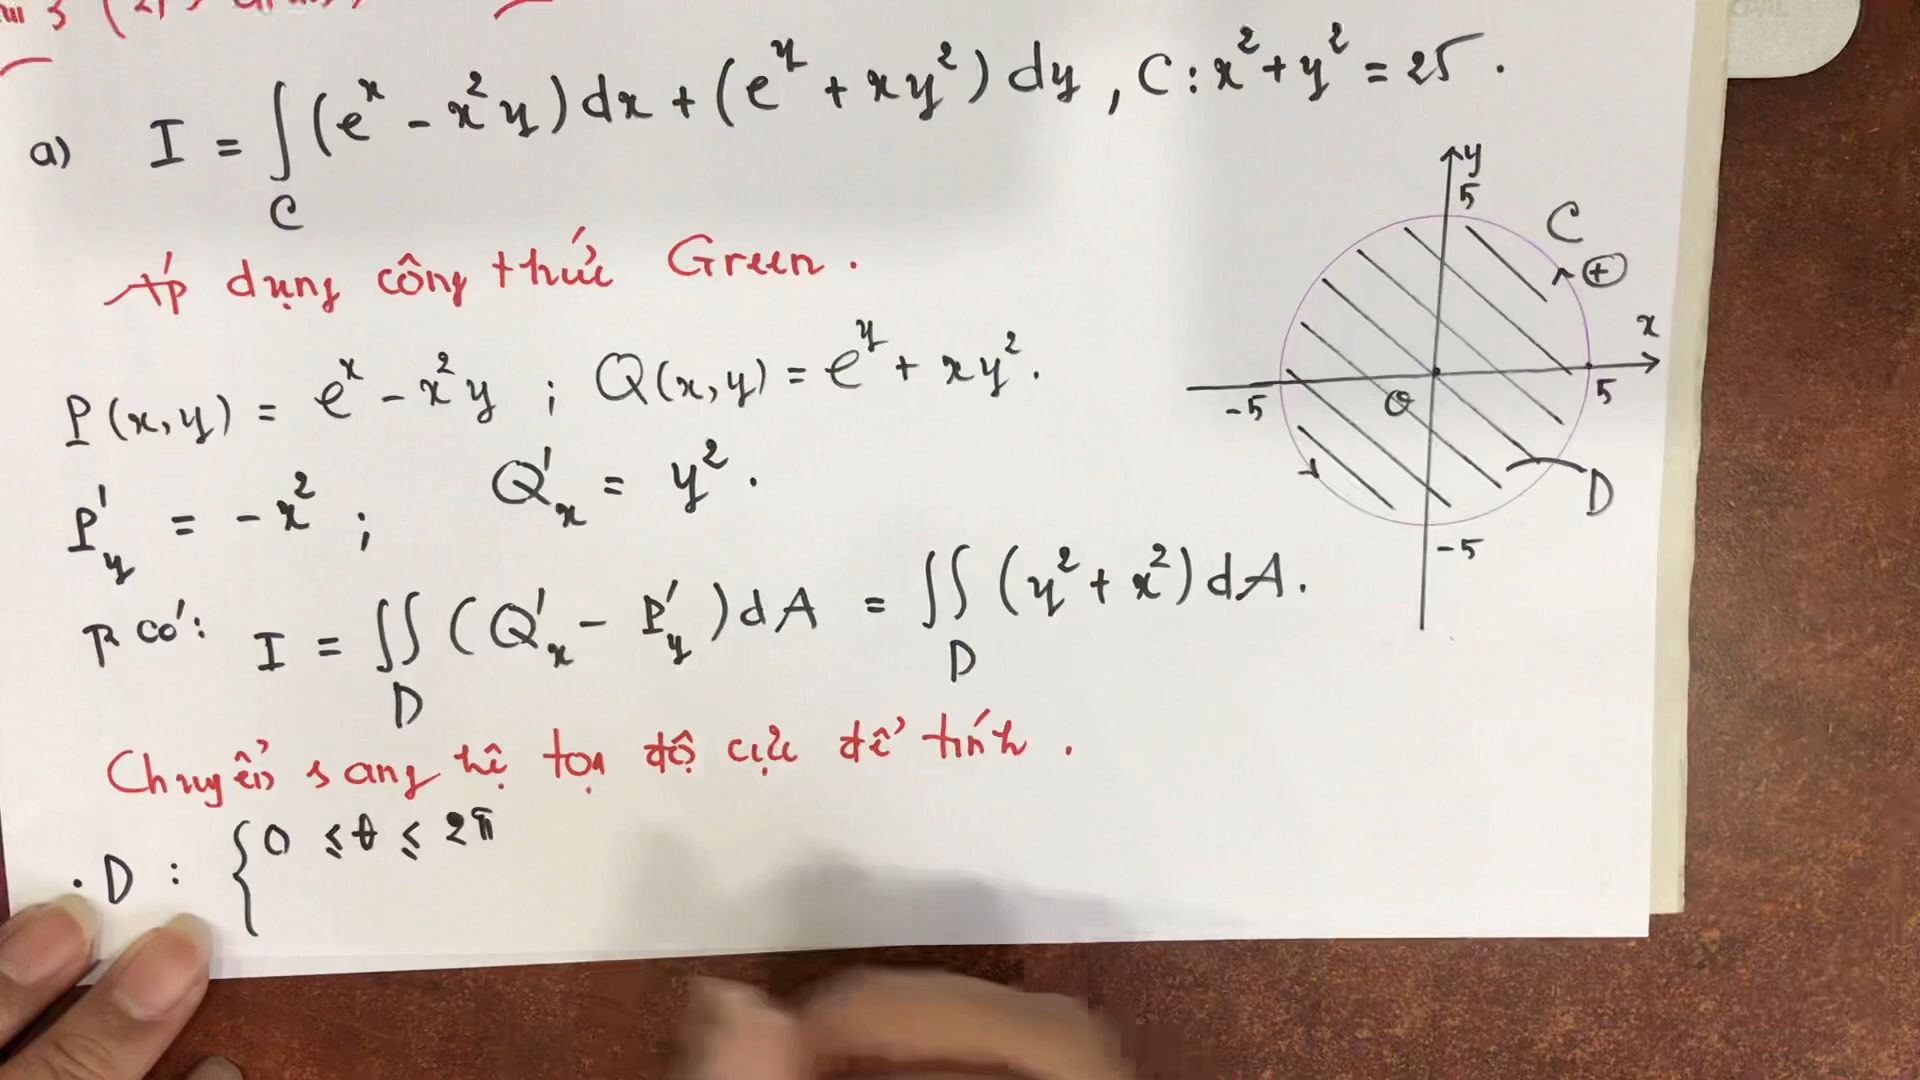 a) I = ∫_C (e^x - x²y) dx + (e^y + xy²) dy , C : x² + y² = 25 .
Áp dụng công thức Green .
P(x,y) = e^x - x²y ; Q(x,y) = e^y + xy² .
P'_y = -x² ; Q'_x = y² .
có : I = ∬_D (Q'_x - P'_y) dA = ∬_D (y² + x²) dA .
Chuyển sang hệ tọa độ cực để tính .
. D : { 0 ≤ θ ≤ 2π
y
5
C
+
x
-5
O
5
D
-5